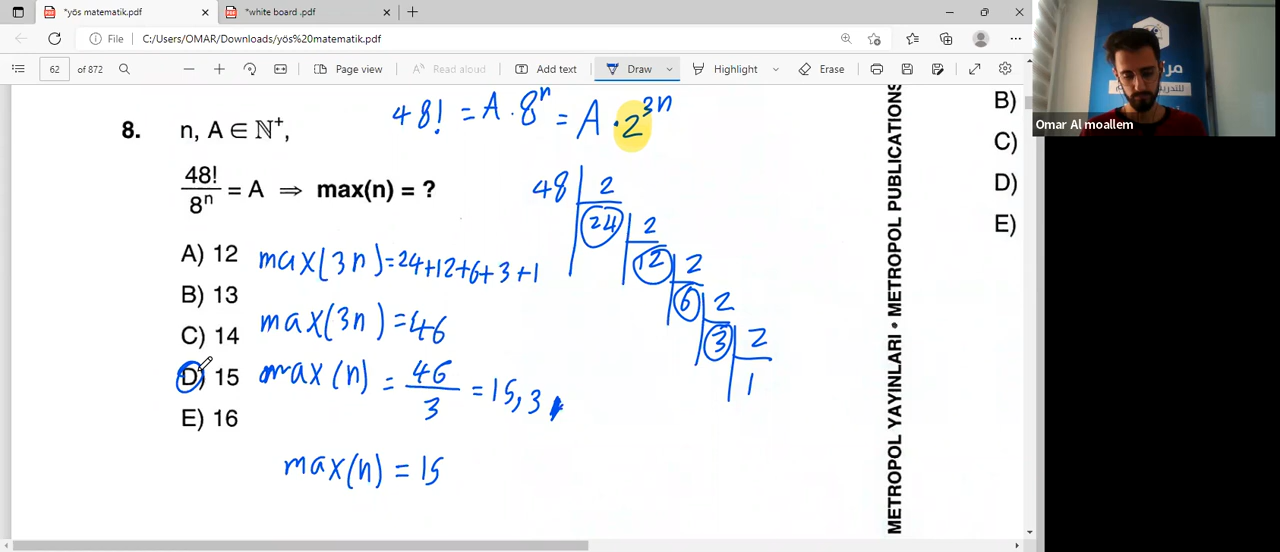 *yös matematik.pdf
*white board .pdf
File C:/Users/OMAR/Downloads/yös%20matematik.pdf
62 of 872
Page view
Read aloud
Add text
Draw
Highlight
Erase
Omar Al moallem
48! = A · 8ⁿ = A · 2³ⁿ
8. n, A ∈ ℕ⁺,
48!/8ⁿ = A ⇒ max(n) = ?
A) 12
B) 13
C) 14
D) 15
E) 16
max(3n) = 24+12+6+3+1
max(3n) = 46
max(n) = 46/3 = 15,3
max(n) = 15
48 2
24 2
12 2
6 2
3 2
1
METROPOL YAYINLARI • METROPOL PUBLICATIONS
B)
C)
D)
E)